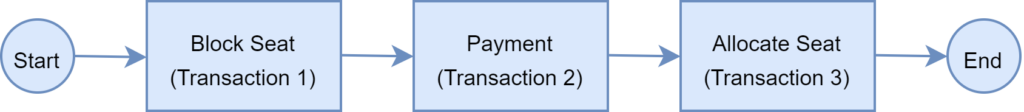 Start
Block Seat
(Transaction 1)
Payment
(Transaction 2)
Allocate Seat
(Transaction 3)
End